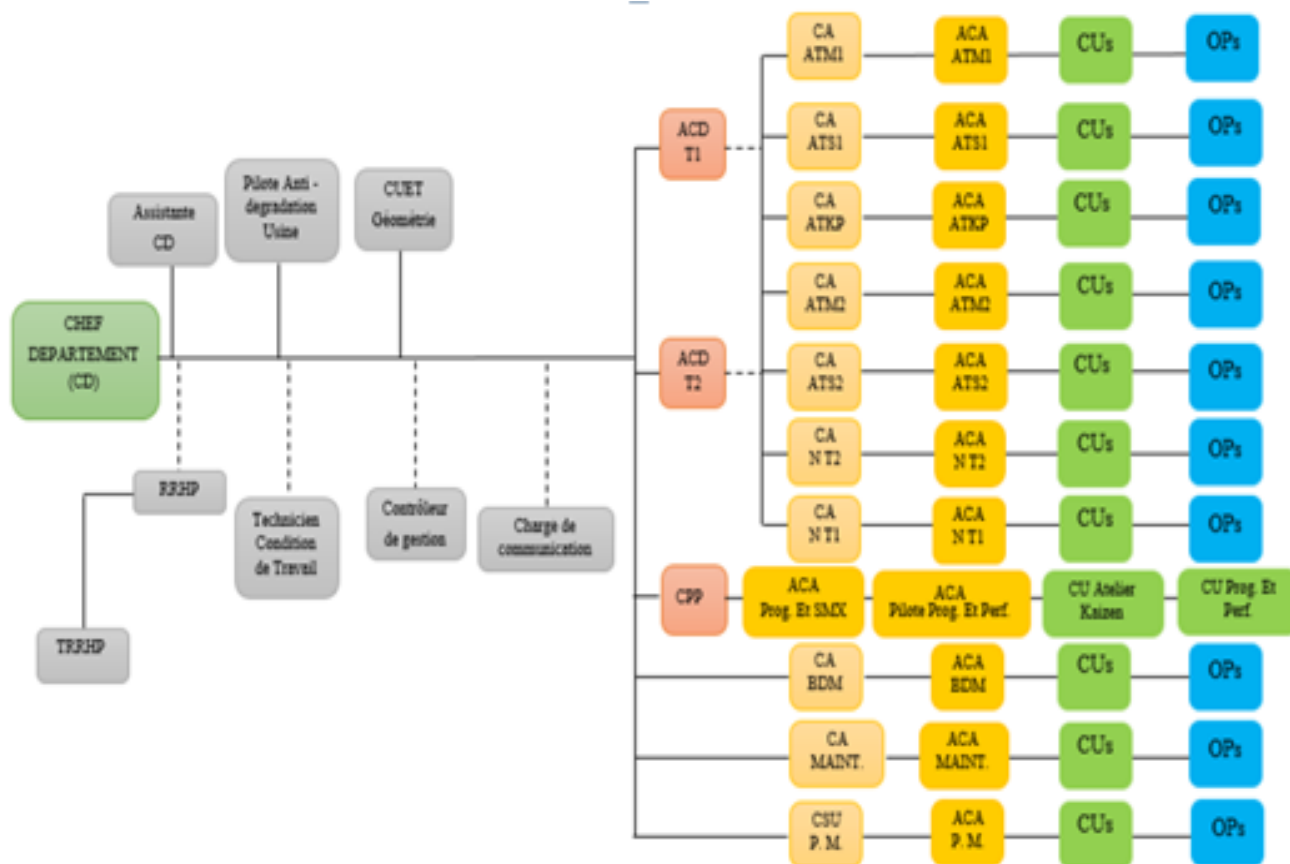 CA
ATM1
ACA
ATM1
CUs
OPs
ACD
T1
CA
ATS1
ACA
ATS1
CUs
OPs
Assistante
CD
Pilote Anti -
degradation
Usine
CUET
Géométrie
CA
ATKP
ACA
ATKP
CUs
OPs
CA
ATM2
ACA
ATM2
CUs
OPs
CHEF
DEPARTEMENT
(CD)
ACD
T2
CA
ATS2
ACA
ATS2
CUs
OPs
CA
N T2
ACA
N T2
CUs
OPs
RRHP
Technicien
Condition
de Travail
Contrôleur
de gestion
Charge de
communication
CA
N T1
ACA
N T1
CUs
OPs
CPP
ACA
Prog. Et SMX
ACA
Pilote Prog. Et Perf.
CU Atelier
Kaizen
CU Prog. Et
Perf.
TRRHP
CA
BDM
ACA
BDM
CUs
OPs
CA
MAINT.
ACA
MAINT.
CUs
OPs
CSU
P. M.
ACA
P. M.
CUs
OPs